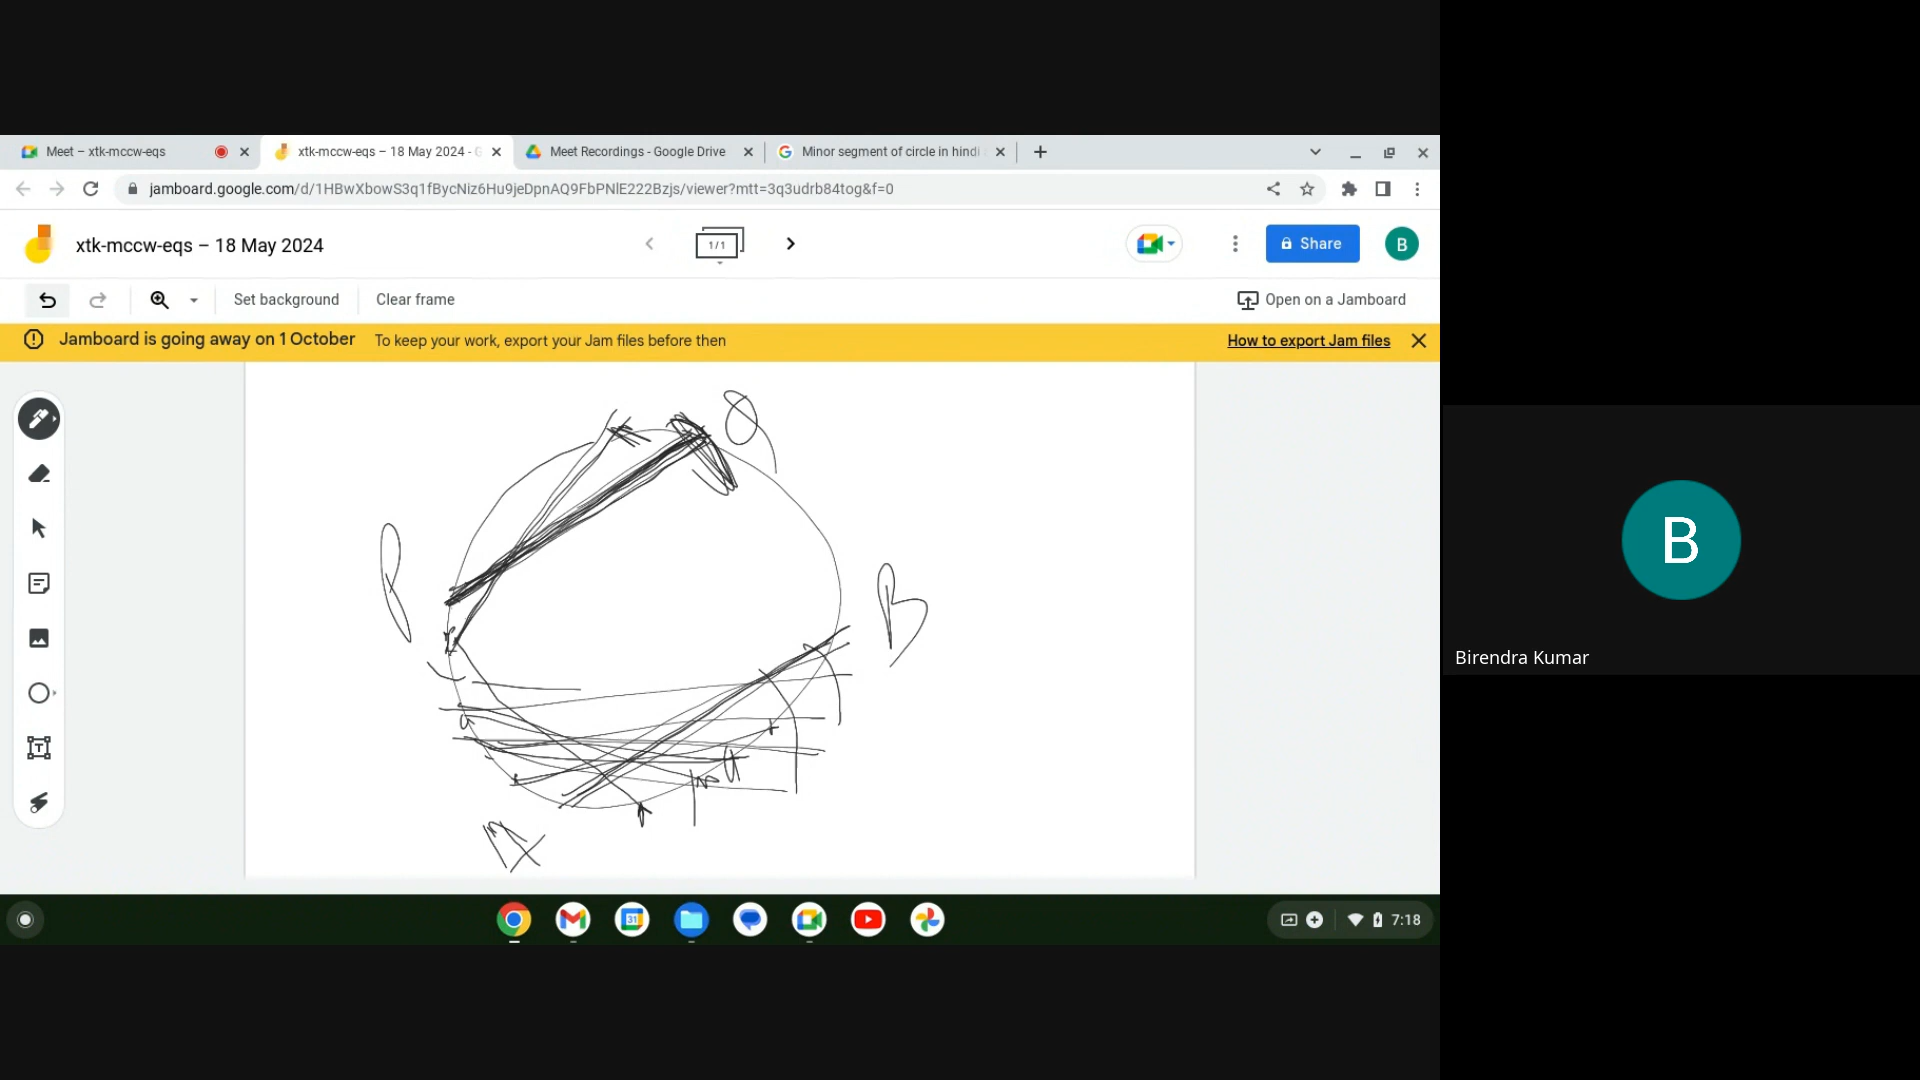 Meet – xtk-mccw-eqs
xtk-mccw-eqs – 18 May 2024 - G
Meet Recordings - Google Drive
Minor segment of circle in hindi
jamboard.google.com/d/1HBwXbowS3q1fBycNiz6Hu9jeDpnAQ9FbPNlE222Bzjs/viewer?mtt=3q3udrb84tog&f=0
xtk-mccw-eqs – 18 May 2024
1/1
Share
B
Set background
Clear frame
Open on a Jamboard
Jamboard is going away on 1 October
To keep your work, export your Jam files before then
How to export Jam files
P
B
A
B
Birendra Kumar
31
7:18